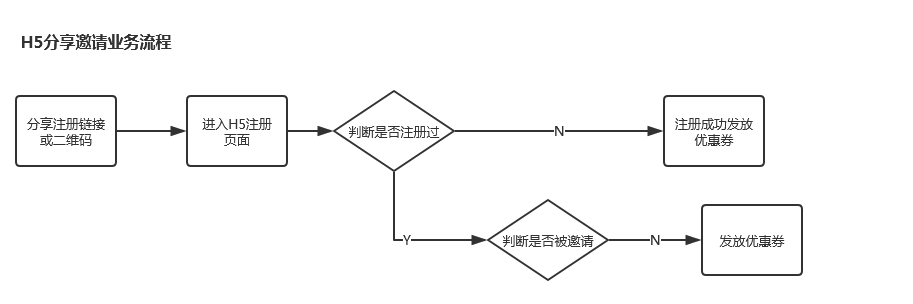 H5分享邀请业务流程
分享注册链接
或二维码
进入H5注册
页面
判断是否注册过
N
注册成功发放
优惠券
Y
判断是否被邀请
N
发放优惠券